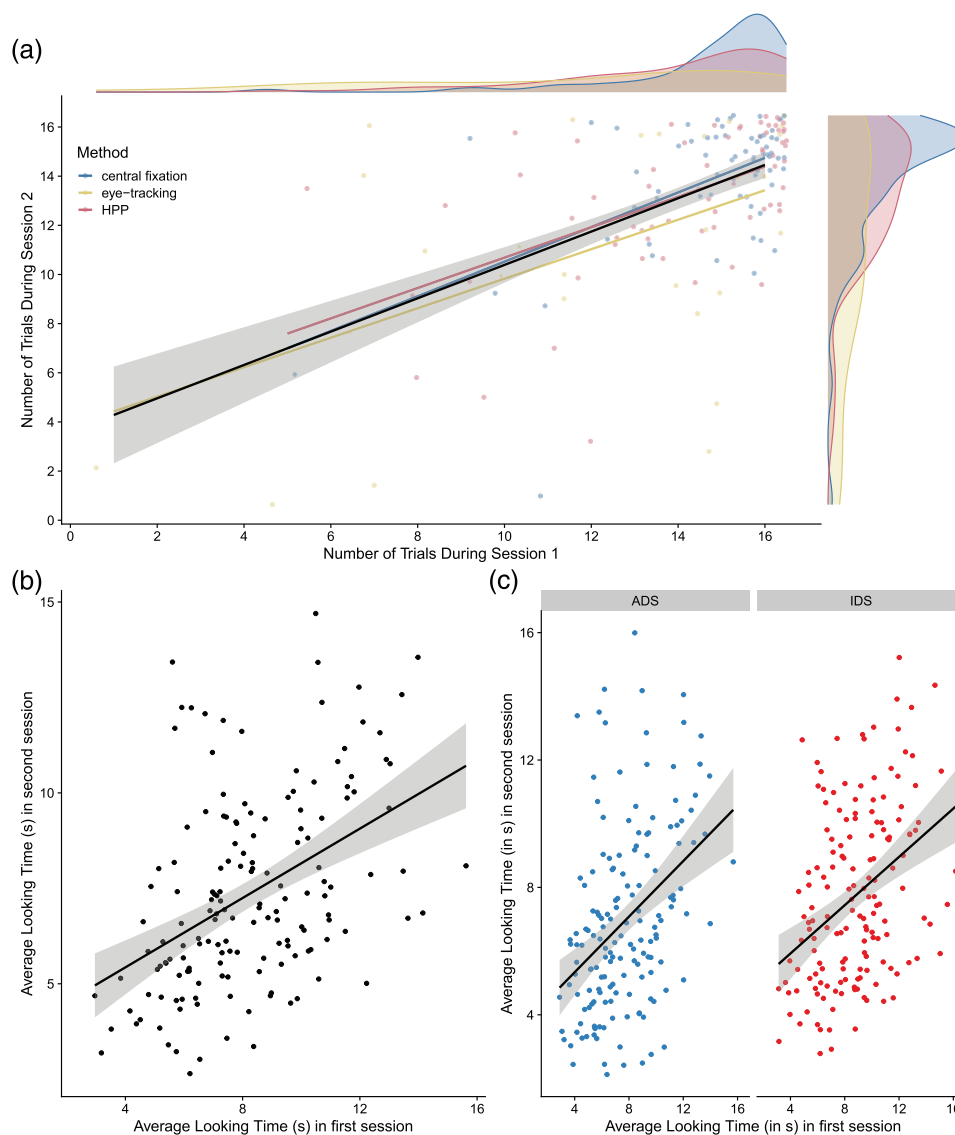 (a)
Number of Trials During Session 2
16
14
12
10
8
6
4
2
0
Method
central fixation
eye−tracking
HPP
0 2 4 6 8 10 12 14 16
Number of Trials During Session 1
(b)
Average Looking Time (s) in second session
15
10
5
4 8 12 16
Average Looking Time (s) in first session
(c)
ADS IDS
Average Looking Time (in s) in second session
16
12
8
4
4 8 12 16 4 8 12 16
Average Looking Time (in s) in first session